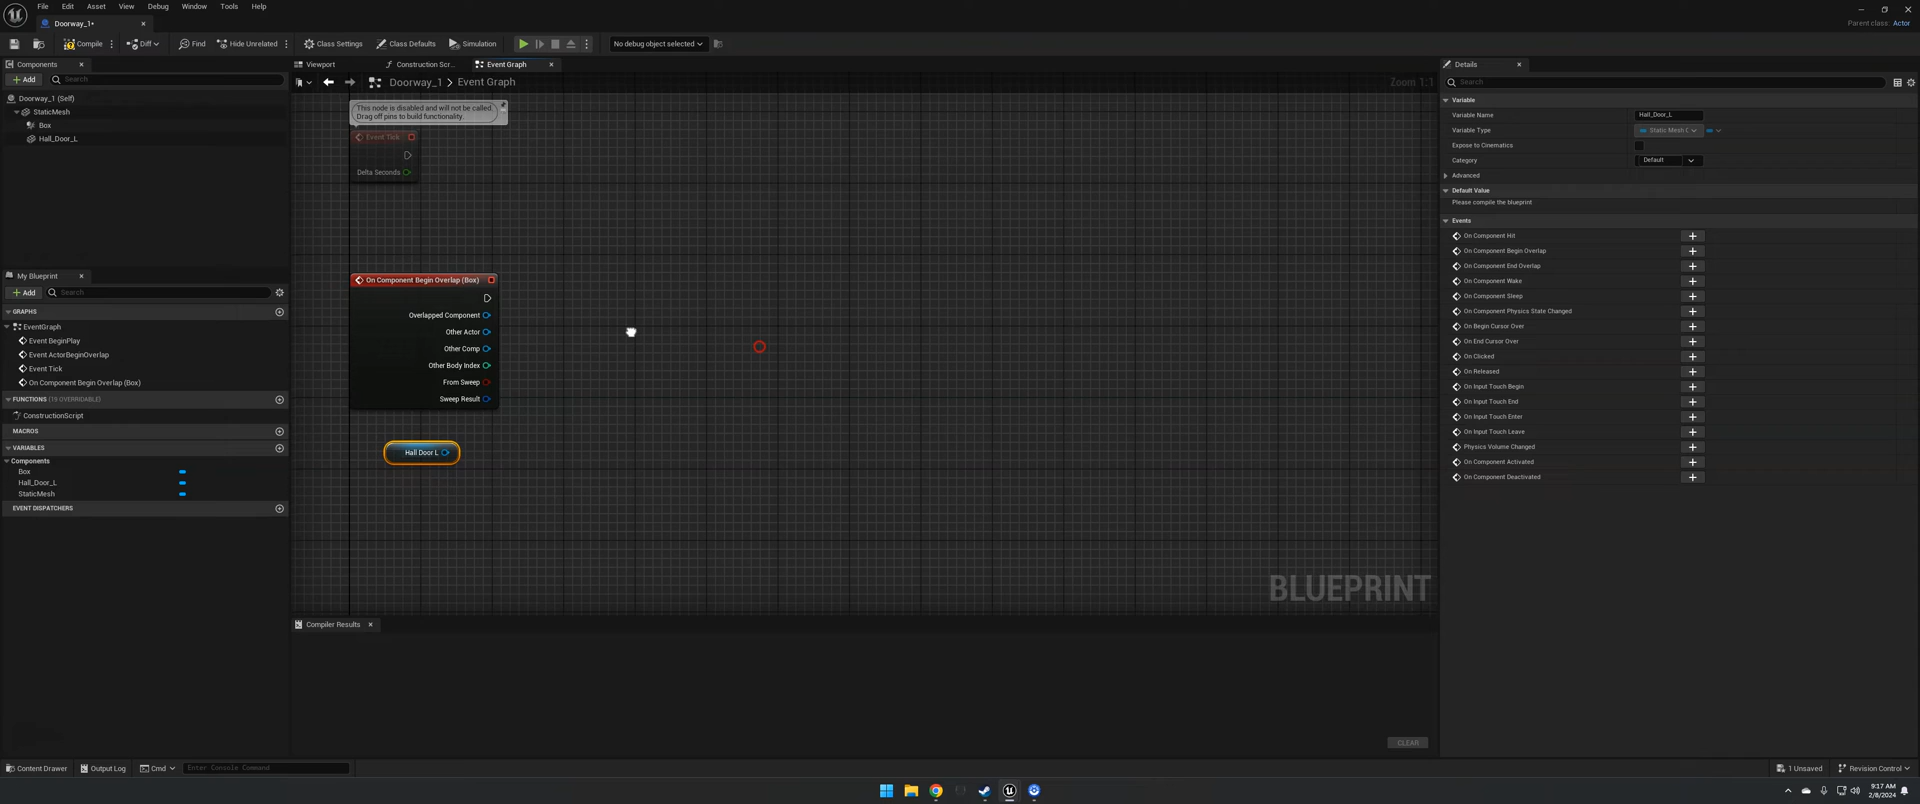 File Edit Asset View Debug Window Tools Help
Doorway_1•
Parent class: Actor
Compile Diff Find Hide Unrelated Class Settings Class Defaults Simulation No debug object selected
Components
Add Search
Doorway_1 (Self)
StaticMesh
Box
Hall_Door_L
My Blueprint
Add Search
GRAPHS
EventGraph
Event BeginPlay
Event ActorBeginOverlap
Event Tick
On Component Begin Overlap (Box)
FUNCTIONS (19 OVERRIDABLE)
ConstructionScript
MACROS
VARIABLES
Components
Box
Hall_Door_L
StaticMesh
EVENT DISPATCHERS
Viewport Construction Scr... Event Graph
Doorway_1 > Event Graph Zoom 1:1
This node is disabled and will not be called.
Drag off pins to build functionality.
Event Tick
Delta Seconds
On Component Begin Overlap (Box)
Overlapped Component
Other Actor
Other Comp
Other Body Index
From Sweep
Sweep Result
Hall Door L
BLUEPRINT
Compiler Results
CLEAR
Details
Search
Variable
Variable Name Hall_Door_L
Variable Type Static Mesh C
Expose to Cinematics
Category Default
Advanced
Default Value
Please compile the blueprint
Events
On Component Hit
On Component Begin Overlap
On Component End Overlap
On Component Wake
On Component Sleep
On Component Physics State Changed
On Begin Cursor Over
On End Cursor Over
On Clicked
On Released
On Input Touch Begin
On Input Touch End
On Input Touch Enter
On Input Touch Leave
Physics Volume Changed
On Component Activated
On Component Deactivated
Content Drawer Output Log Cmd Enter Console Command 1 Unsaved Revision Control
9:17 AM
2/8/2024